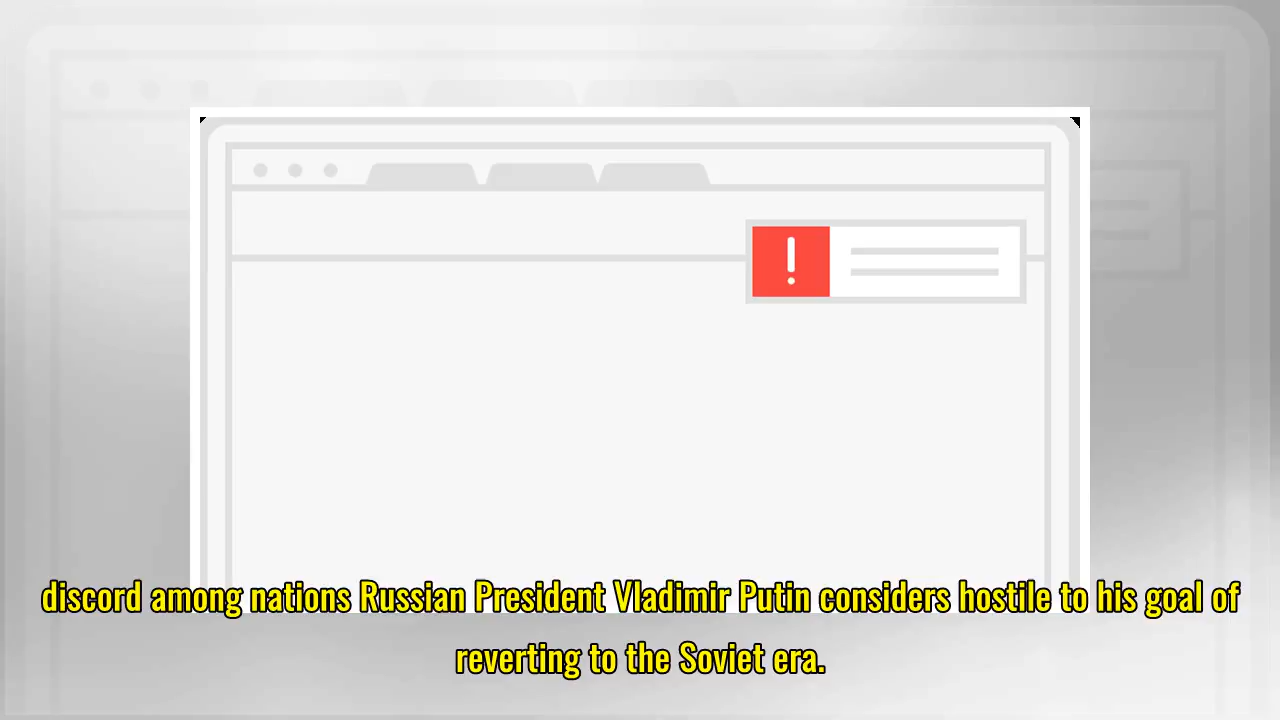 discord among nations Russian President Vladimir Putin considers hostile to his goal of
reverting to the Soviet era.